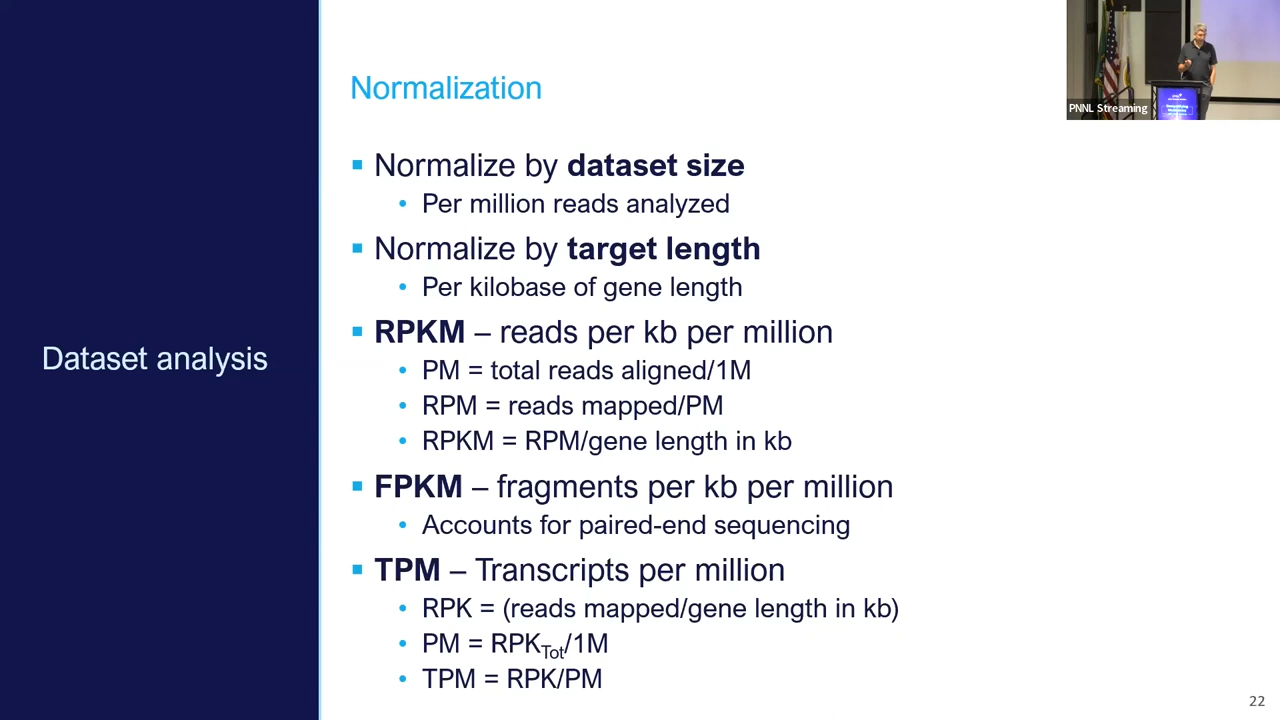 Dataset analysis
Normalization
▪ Normalize by dataset size
• Per million reads analyzed
▪ Normalize by target length
• Per kilobase of gene length
▪ RPKM – reads per kb per million
• PM = total reads aligned/1M
• RPM = reads mapped/PM
• RPKM = RPM/gene length in kb
▪ FPKM – fragments per kb per million
• Accounts for paired-end sequencing
▪ TPM – Transcripts per million
• RPK = (reads mapped/gene length in kb)
• PM = RPKTot/1M
• TPM = RPK/PM
PNNL Streaming
22